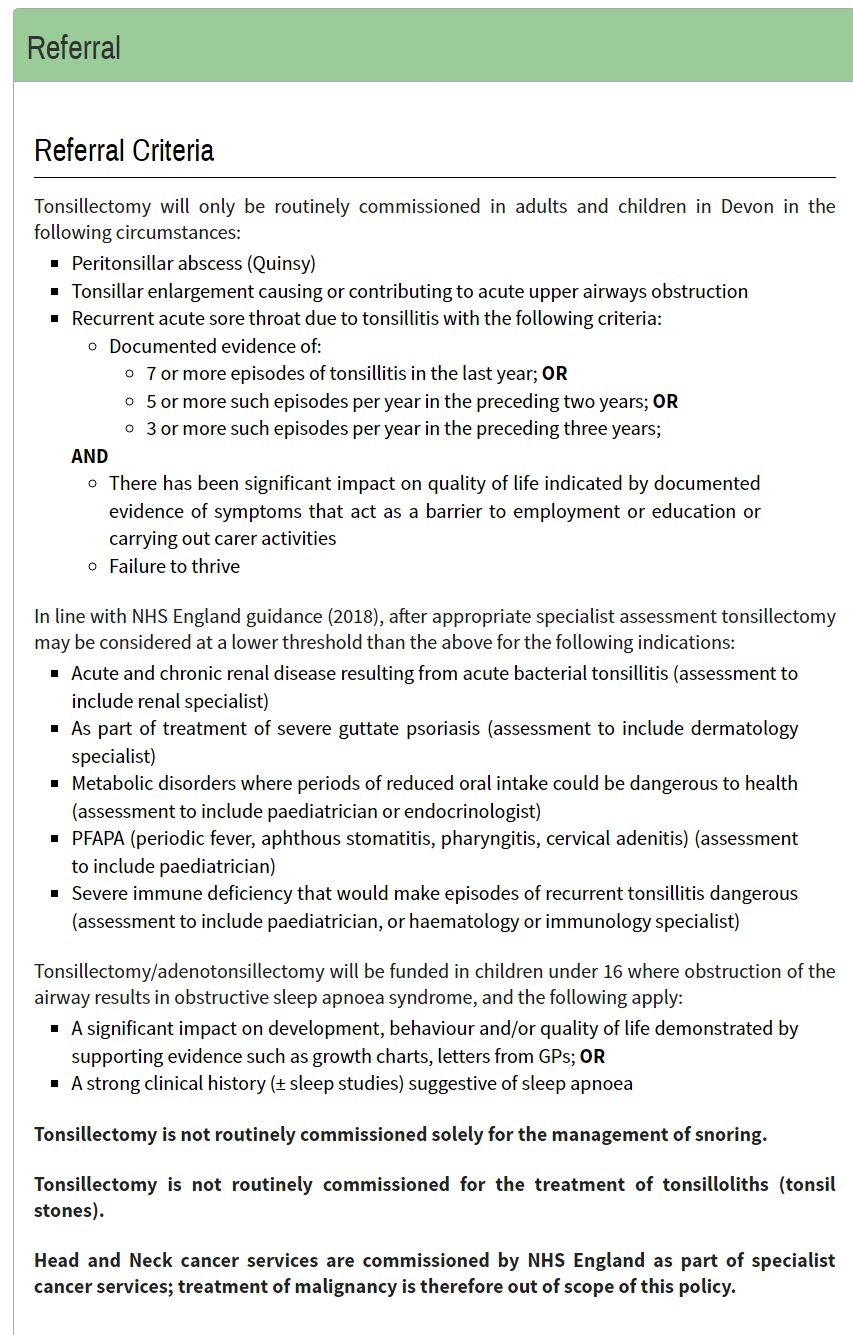 Referral
Referral Criteria
Tonsillectomy will only be routinely commissioned in adults and children in Devon in the
following circumstances:
▪ Peritonsillar abscess (Quinsy)
▪ Tonsillar enlargement causing or contributing to acute upper airways obstruction
▪ Recurrent acute sore throat due to tonsillitis with the following criteria:
○ Documented evidence of:
○ 7 or more episodes of tonsillitis in the last year; OR
○ 5 or more such episodes per year in the preceding two years; OR
○ 3 or more such episodes per year in the preceding three years;
AND
○ There has been significant impact on quality of life indicated by documented
evidence of symptoms that act as a barrier to employment or education or
carrying out carer activities
○ Failure to thrive
In line with NHS England guidance (2018), after appropriate specialist assessment tonsillectomy
may be considered at a lower threshold than the above for the following indications:
▪ Acute and chronic renal disease resulting from acute bacterial tonsillitis (assessment to
include renal specialist)
▪ As part of treatment of severe guttate psoriasis (assessment to include dermatology
specialist)
▪ Metabolic disorders where periods of reduced oral intake could be dangerous to health
(assessment to include paediatrician or endocrinologist)
▪ PFAPA (periodic fever, aphthous stomatitis, pharyngitis, cervical adenitis) (assessment
to include paediatrician)
▪ Severe immune deficiency that would make episodes of recurrent tonsillitis dangerous
(assessment to include paediatrician, or haematology or immunology specialist)
Tonsillectomy/adenotonsillectomy will be funded in children under 16 where obstruction of the
airway results in obstructive sleep apnoea syndrome, and the following apply:
▪ A significant impact on development, behaviour and/or quality of life demonstrated by
supporting evidence such as growth charts, letters from GPs; OR
▪ A strong clinical history (± sleep studies) suggestive of sleep apnoea
Tonsillectomy is not routinely commissioned solely for the management of snoring.
Tonsillectomy is not routinely commissioned for the treatment of tonsilloliths (tonsil
stones).
Head and Neck cancer services are commissioned by NHS England as part of specialist
cancer services; treatment of malignancy is therefore out of scope of this policy.